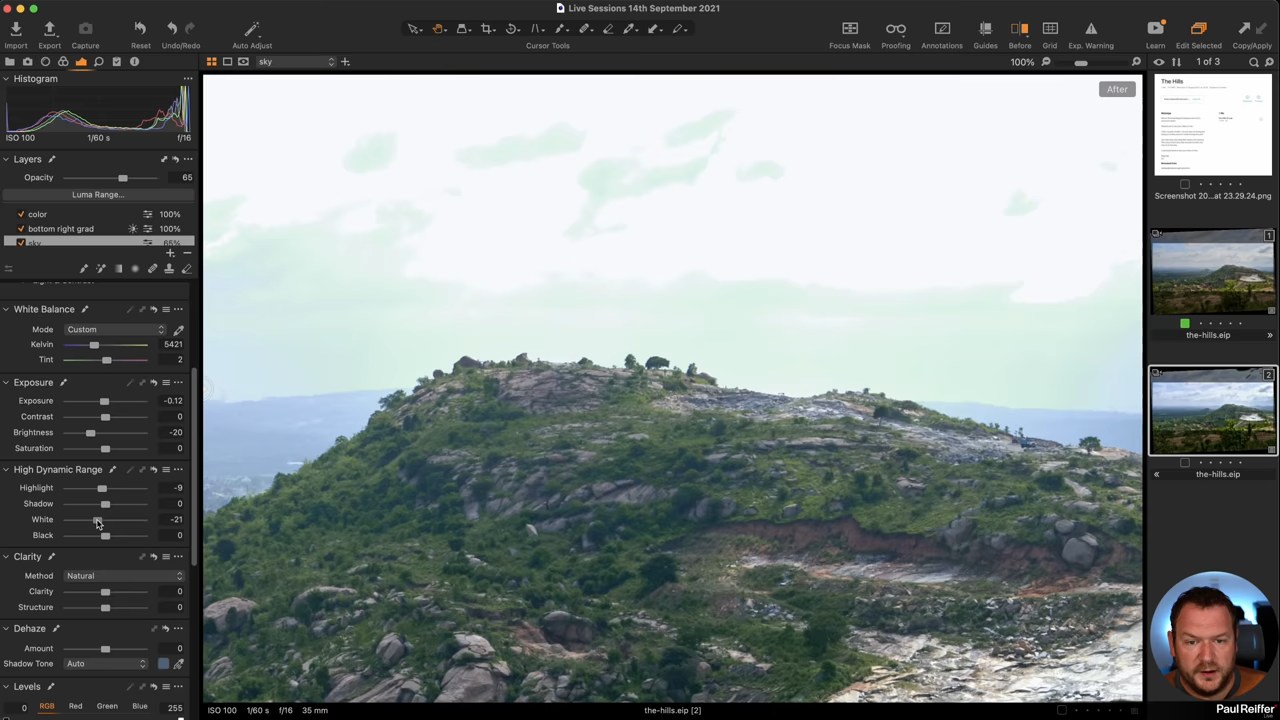 Live Sessions 14th September 2021
Import Export Capture Reset Undo/Redo Auto Adjust Cursor Tools Focus Mask Proofing Annotations Guides Before Grid Exp. Warning Learn Edit Selected Copy/Apply
sky 100% 1 of 3
Histogram
ISO 100 1/60 s f/16
Layers
Opacity 65
Luma Range...
color 100%
bottom right grad 100%
sky 65%
White Balance
Mode Custom
Kelvin 5421
Tint 2
Exposure
Exposure -0.12
Contrast 0
Brightness -20
Saturation 0
High Dynamic Range
Highlight -9
Shadow 0
White -21
Black 0
Clarity
Method Natural
Clarity 0
Structure 0
Dehaze
Amount 0
Shadow Tone Auto
Levels
0 RGB Red Green Blue 255
After
ISO 100 1/60 s f/16 35 mm the-hills.eip [2]
The Hills
Screenshot 20...at 23.29.24.png
1
the-hills.eip
2
the-hills.eip
Paul Reiffer
Live